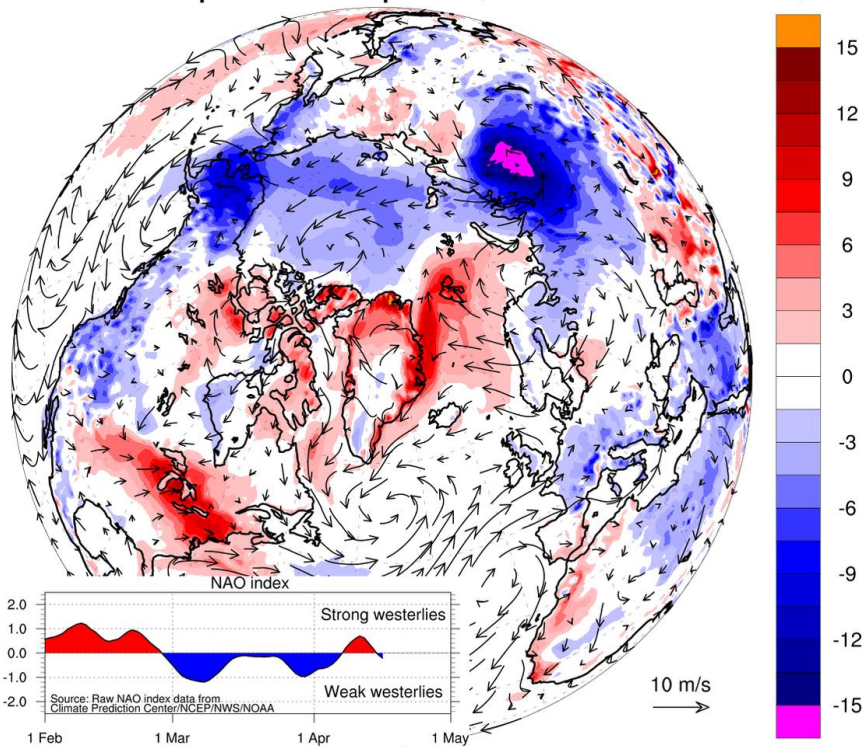 15
12
9
6
3
0
-3
-6
-9
-12
-15
NAO index
2.0
1.0
0.0
-1.0
-2.0
Strong westerlies
Weak westerlies
Source: Raw NAO index data from
Climate Prediction Center/NCEP/NWS/NOAA
1 Feb
1 Mar
1 Apr
1 May
10 m/s